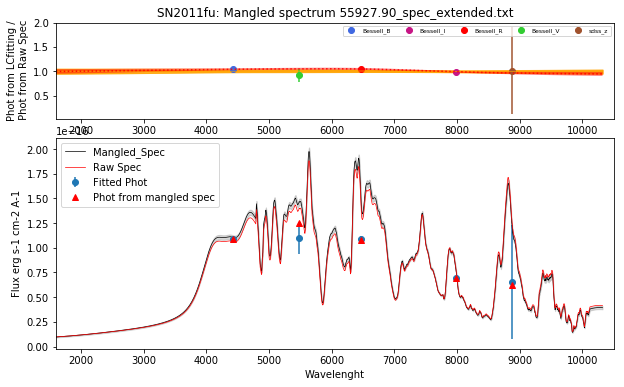 SN2011fu: Mangled spectrum 55927.90_spec_extended.txt
Phot from LCfitting /
Phot from Raw Spec
2.0
1.5
1.0
0.5
Bessell_B
Bessell_I
Bessell_R
Bessell_V
sdss_z
2000 3000 4000 5000 6000 7000 8000 9000 10000
Flux erg s-1 cm-2 A-1
2.00
1.75
1.50
1.25
1.00
0.75
0.50
0.25
0.00
Mangled_Spec
Raw Spec
Fitted Phot
Phot from mangled spec
2000 3000 4000 5000 6000 7000 8000 9000 10000
Wavelenght